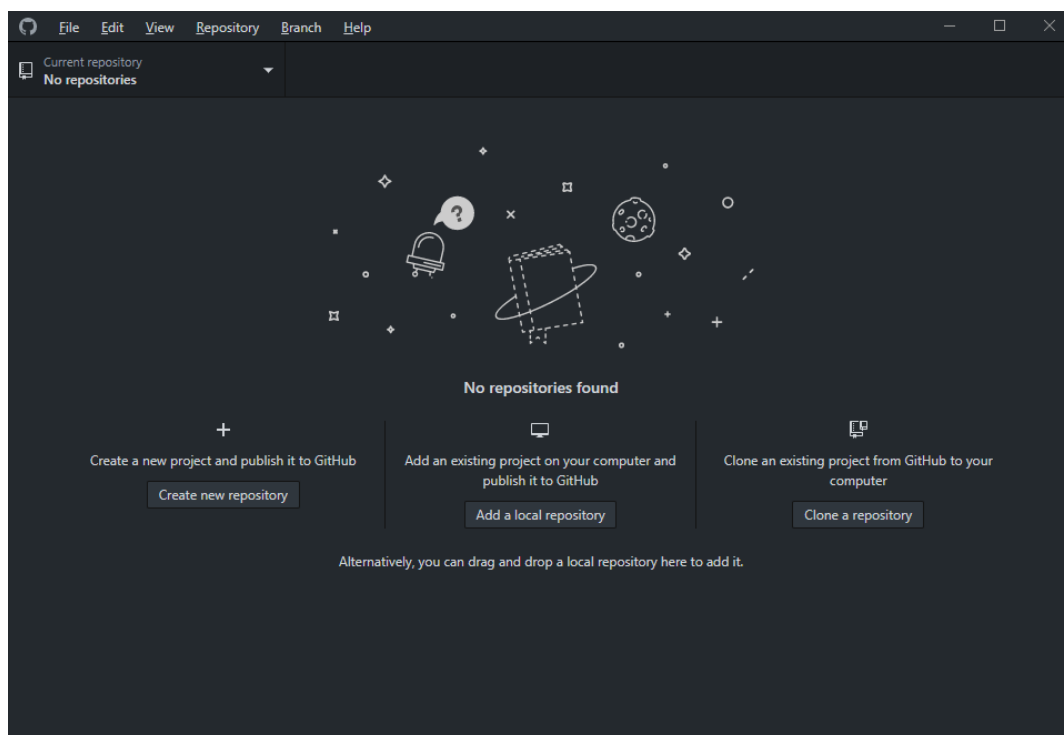 File Edit View Repository Branch Help
Current repository
No repositories
?
No repositories found
Create a new project and publish it to GitHub
Create new repository
Add an existing project on your computer and
publish it to GitHub
Add a local repository
Clone an existing project from GitHub to your
computer
Clone a repository
Alternatively, you can drag and drop a local repository here to add it.